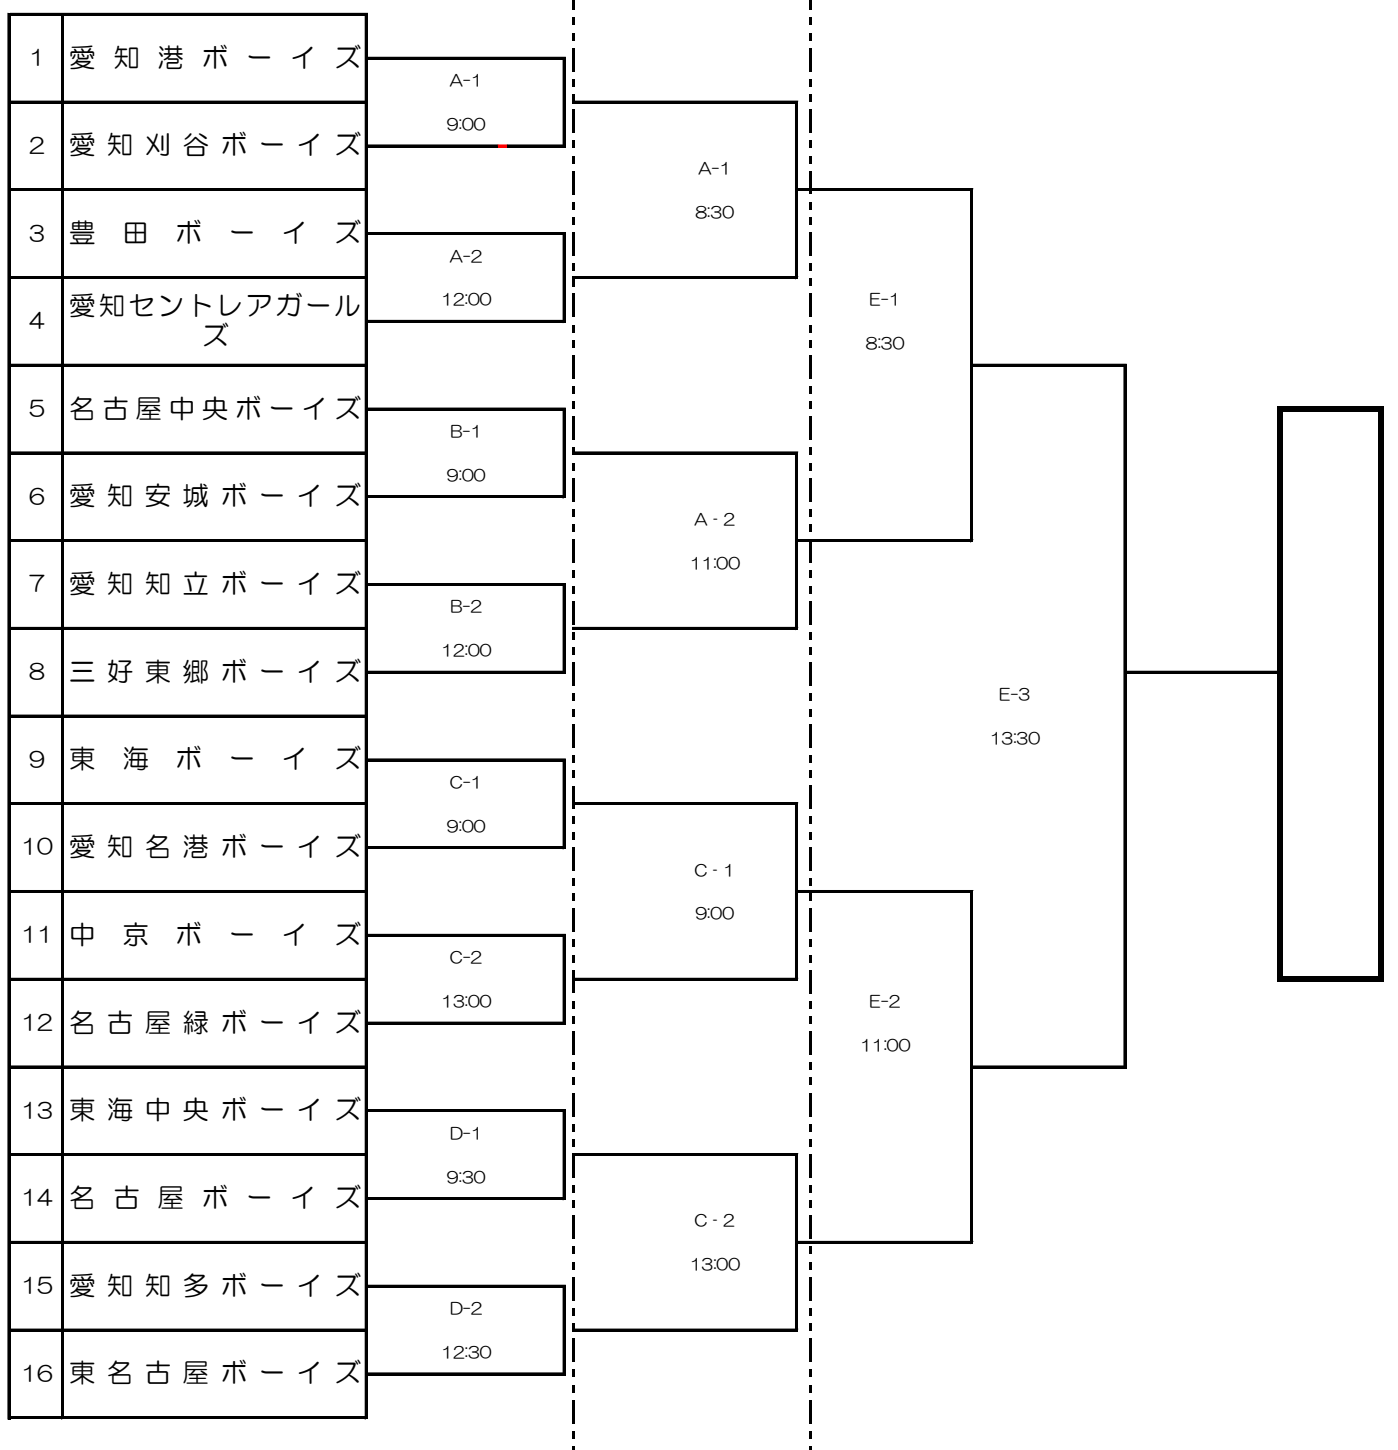 1 愛知港ボーイズ
2 愛知刈谷ボーイズ
3 豊田ボーイズ
4 愛知セントレアガール
ズ
5 名古屋中央ボーイズ
6 愛知安城ボーイズ
7 愛知知立ボーイズ
8 三好東郷ボーイズ
9 東海ボーイズ
10 愛知名港ボーイズ
11 中京ボーイズ
12 名古屋緑ボーイズ
13 東海中央ボーイズ
14 名古屋ボーイズ
15 愛知知多ボーイズ
16 東名古屋ボーイズ
A-1
9:00
A-2
12:00
B-1
9:00
B-2
12:00
C-1
9:00
C-2
13:00
D-1
9:30
D-2
12:30
A-1
8:30
A-2
11:00
C-1
9:00
C-2
13:00
E-1
8:30
E-2
11:00
E-3
13:30